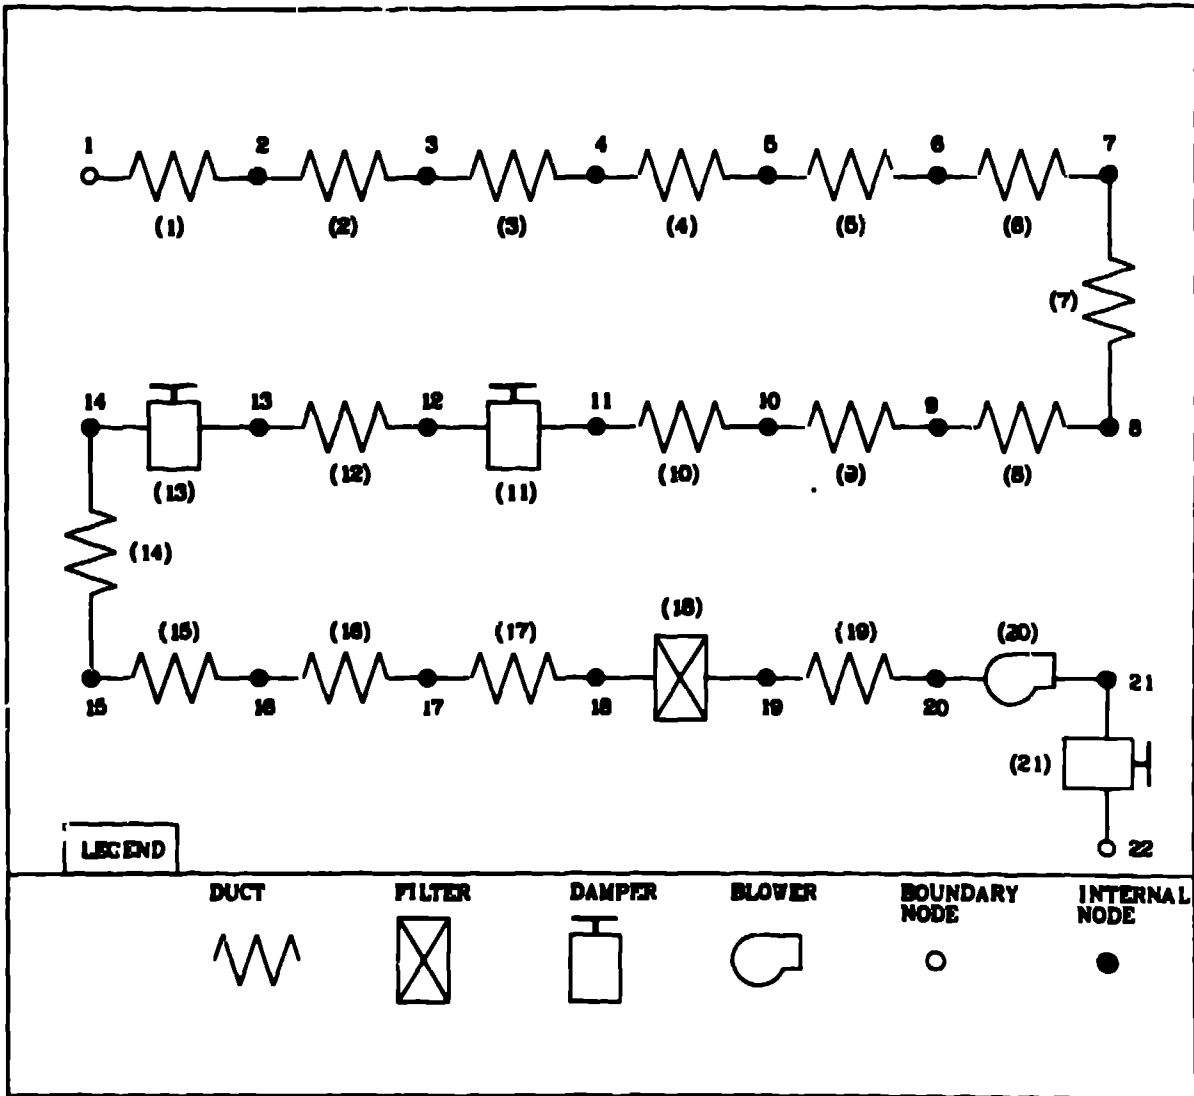 1 2 3 4 5 6 7
(1) (2) (3) (4) (5) (6)
(7)
14 13 12 11 10 9 8
(13) (12) (11) (10) (9) (8)
(14)
(18)
(15) (16) (17) (19) (20)
15 16 17 18 19 20 21
(21)
22
LEGEND
DUCT FILTER DAMPER BLOWER BOUNDARY NODE INTERNAL NODE